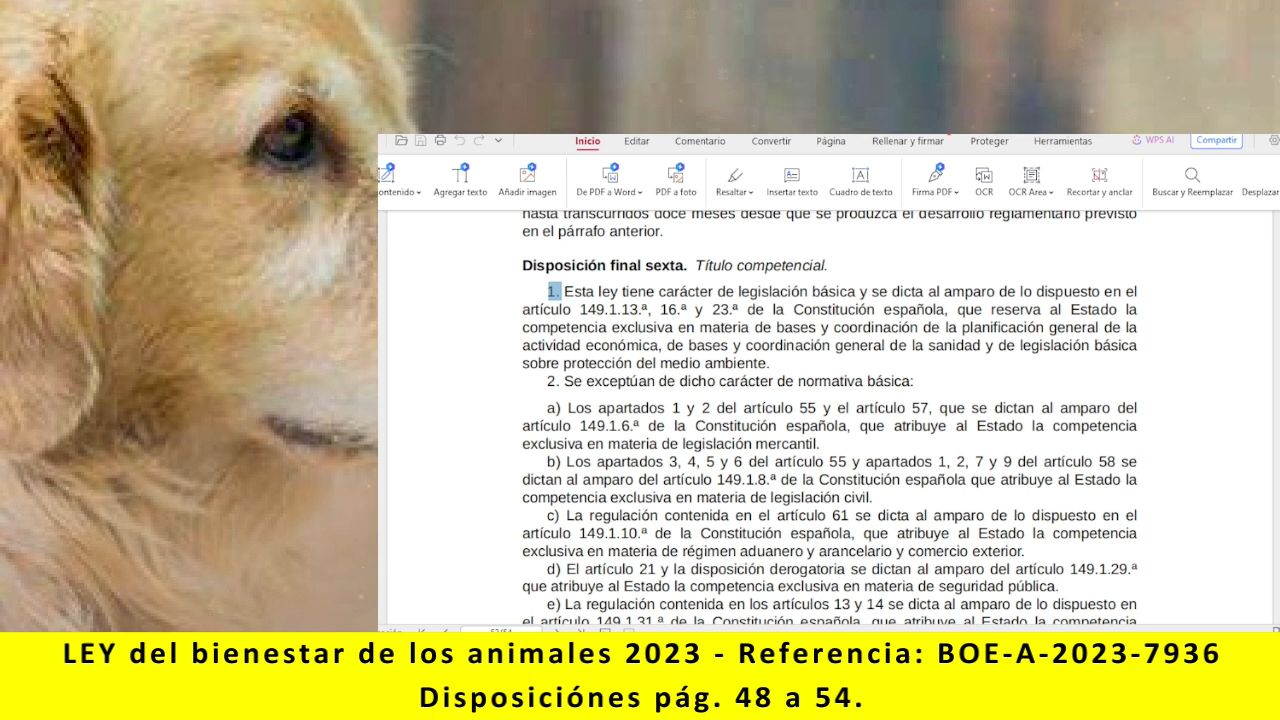 Inicio Editar Comentario Convertir Página Rellenar y firmar Proteger Herramientas WPS AI Compartir
ontenido Agregar texto Añadir imagen De PDF a Word PDF a foto Resaltar Insertar texto Cuadro de texto Firma PDF OCR OCR Area Recortar y anclar Buscar y Reemplazar Desplazar
hasta transcurridos doce meses desde que se produzca el desarrollo reglamentario previsto
en el párrafo anterior.
Disposición final sexta. Título competencial.
1. Esta ley tiene carácter de legislación básica y se dicta al amparo de lo dispuesto en el
artículo 149.1.13.ª, 16.ª y 23.ª de la Constitución española, que reserva al Estado la
competencia exclusiva en materia de bases y coordinación de la planificación general de la
actividad económica, de bases y coordinación general de la sanidad y de legislación básica
sobre protección del medio ambiente.
2. Se exceptúan de dicho carácter de normativa básica:
a) Los apartados 1 y 2 del artículo 55 y el artículo 57, que se dictan al amparo del
artículo 149.1.6.ª de la Constitución española, que atribuye al Estado la competencia
exclusiva en materia de legislación mercantil.
b) Los apartados 3, 4, 5 y 6 del artículo 55 y apartados 1, 2, 7 y 9 del artículo 58 se
dictan al amparo del artículo 149.1.8.ª de la Constitución española que atribuye al Estado la
competencia exclusiva en materia de legislación civil.
c) La regulación contenida en el artículo 61 se dicta al amparo de lo dispuesto en el
artículo 149.1.10.ª de la Constitución española, que atribuye al Estado la competencia
exclusiva en materia de régimen aduanero y arancelario y comercio exterior.
d) El artículo 21 y la disposición derogatoria se dictan al amparo del artículo 149.1.29.ª
que atribuye al Estado la competencia exclusiva en materia de seguridad pública.
e) La regulación contenida en los artículos 13 y 14 se dicta al amparo de lo dispuesto en
el artículo 149.1.31.ª de la Constitución española, que atribuye al Estado la competencia
LEY del bienestar de los animales 2023 - Referencia: BOE-A-2023-7936
Disposiciónes pág. 48 a 54.